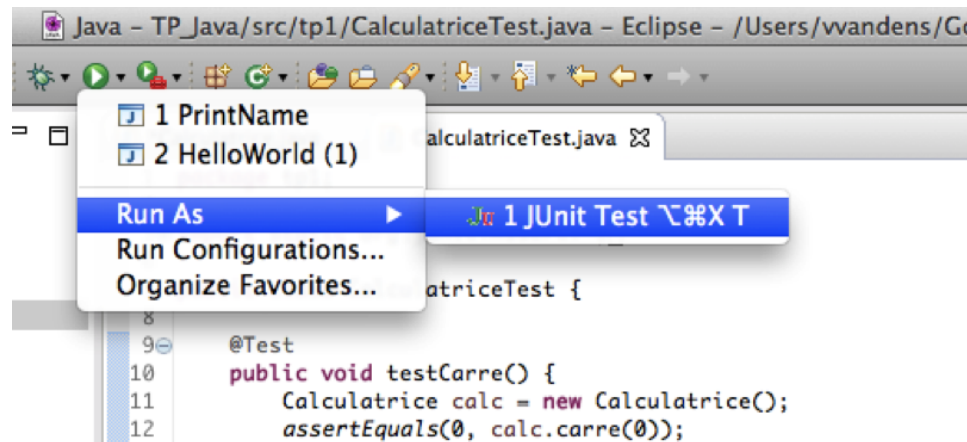 Java – TP_Java/src/tp1/CalculatriceTest.java – Eclipse – /Users/vvandens/Go
1 PrintName
2 HelloWorld (1)
alculatriceTest.java
Run As
1 JUnit Test ⌥⌘X T
Run Configurations...
Organize Favorites...
atriceTest {
8
9 @Test
10 public void testCarre() {
11 Calculatrice calc = new Calculatrice();
12 assertEquals(0, calc.carre(0));